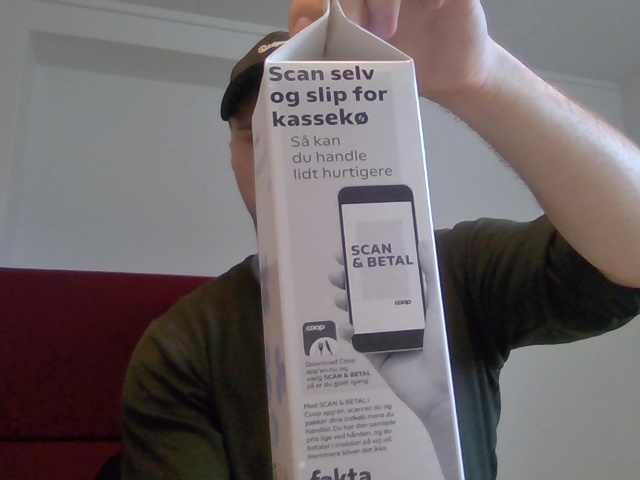 Scan selv
og slip for
kassekø
Så kan
du handle
lidt hurtigere
SCAN
& BETAL
coop
coop
Download Coop
app'en nu, og
vælg SCAN & BETAL
så er du godt igang.
Med SCAN & BETAL i
Coop app'en, scanner du og
pakker dine indkøb mens du
handler. Du har den samlede
pris lige ved hånden, og du
betaler i mobilen på vej ud.
Nemmere bliver det ikke.
fakta